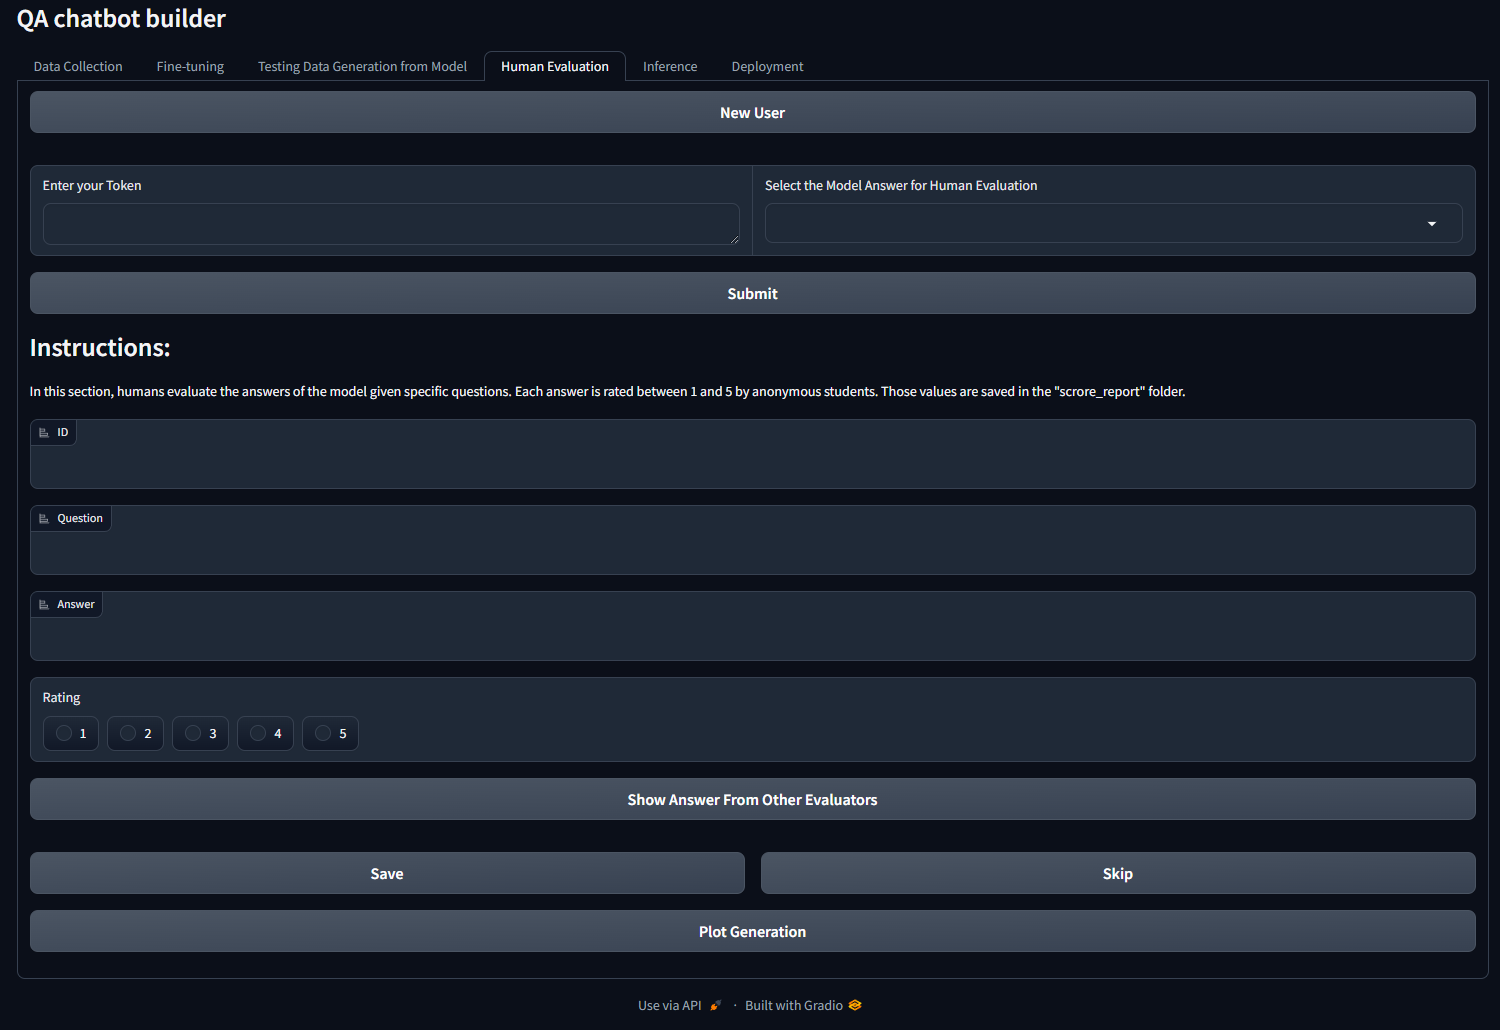 QA chatbot builder
Data Collection Fine-tuning Testing Data Generation from Model Human Evaluation Inference Deployment
New User
Enter your Token Select the Model Answer for Human Evaluation
Submit
Instructions:
In this section, humans evaluate the answers of the model given specific questions. Each answer is rated between 1 and 5 by anonymous students. Those values are saved in the "scrore_report" folder.
ID
Question
Answer
Rating
1 2 3 4 5
Show Answer From Other Evaluators
Save Skip
Plot Generation
Use via API · Built with Gradio